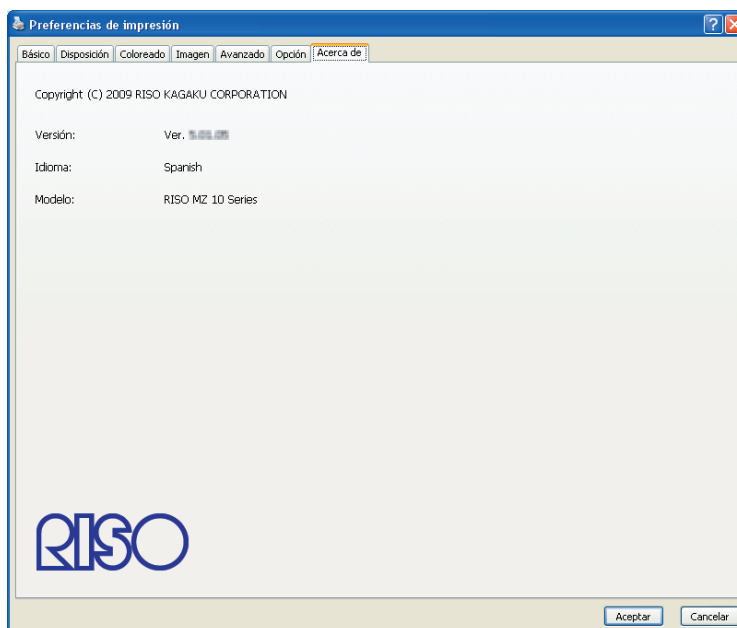 Preferencias de impresión
Básico Disposición Coloreado Imagen Avanzado Opción Acerca de
Copyright (C) 2009 RISO KAGAKU CORPORATION
Versión: Ver.
Idioma: Spanish
Modelo: RISO MZ 10 Series
RISO
Aceptar Cancelar